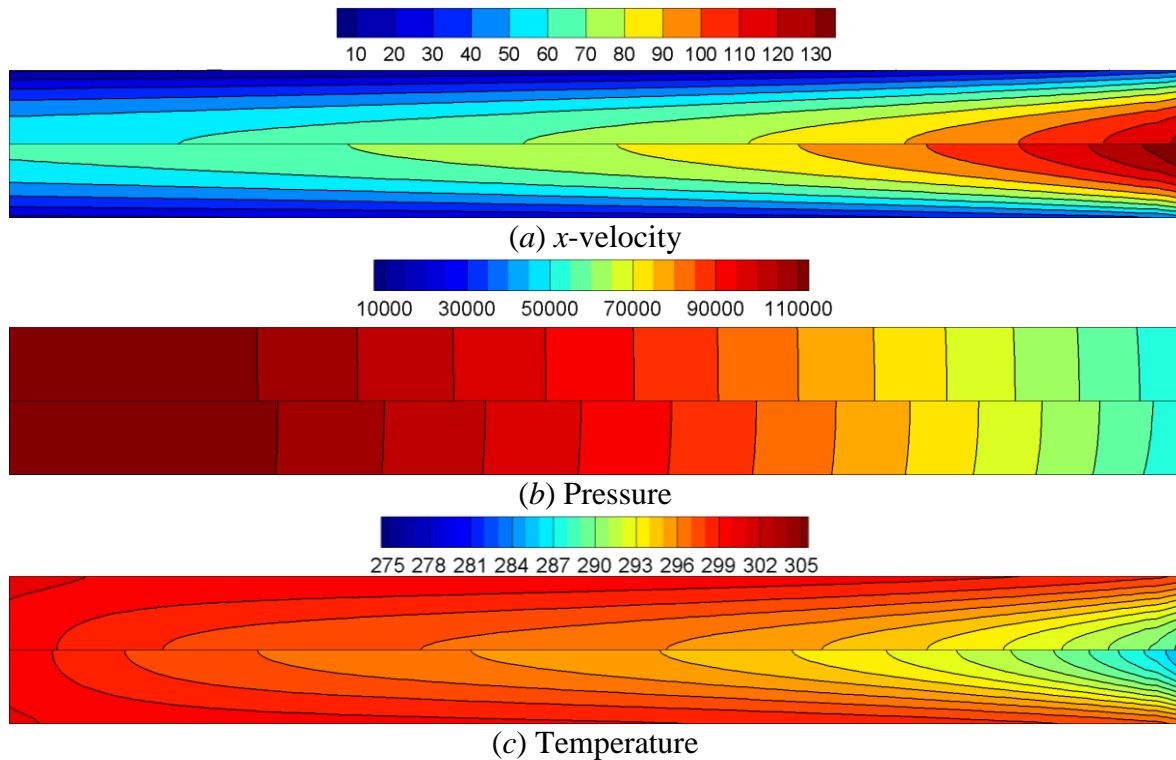 10 20 30 40 50 60 70 80 90 100 110 120 130
(a) x-velocity
10000 30000 50000 70000 90000 110000
(b) Pressure
275 278 281 284 287 290 293 296 299 302 305
(c) Temperature